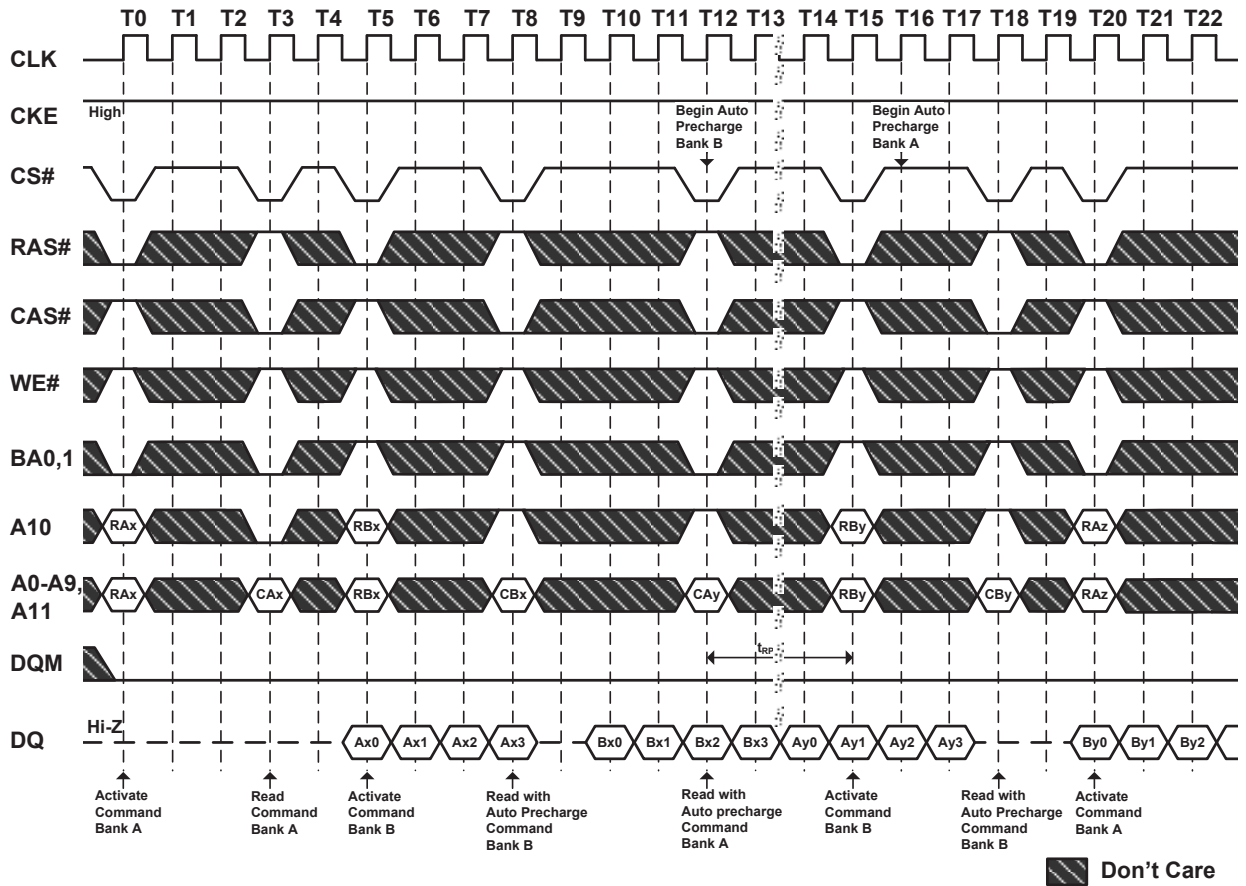 T0 T1 T2 T3 T4 T5 T6 T7 T8 T9 T10 T11 T12 T13 T14 T15 T16 T17 T18 T19 T20 T21 T22
CLK
CKE
High
Begin Auto
Precharge
Bank B
Begin Auto
Precharge
Bank A
CS#
RAS#
CAS#
WE#
BA0,1
A10
RAx RBx RBy RAz
A0-A9,
A11
RAx CAx RBx CBx CAy RBy CBy RAz
DQM
tRP
DQ
Hi-Z
Ax0 Ax1 Ax2 Ax3 Bx0 Bx1 Bx2 Bx3 Ay0 Ay1 Ay2 Ay3 By0 By1 By2
Activate
Command
Bank A
Read
Command
Bank A
Activate
Command
Bank B
Read with
Auto Precharge
Command
Bank B
Read with
Auto precharge
Command
Bank A
Activate
Command
Bank B
Read with
Auto Precharge
Command
Bank B
Activate
Command
Bank A
Don't Care